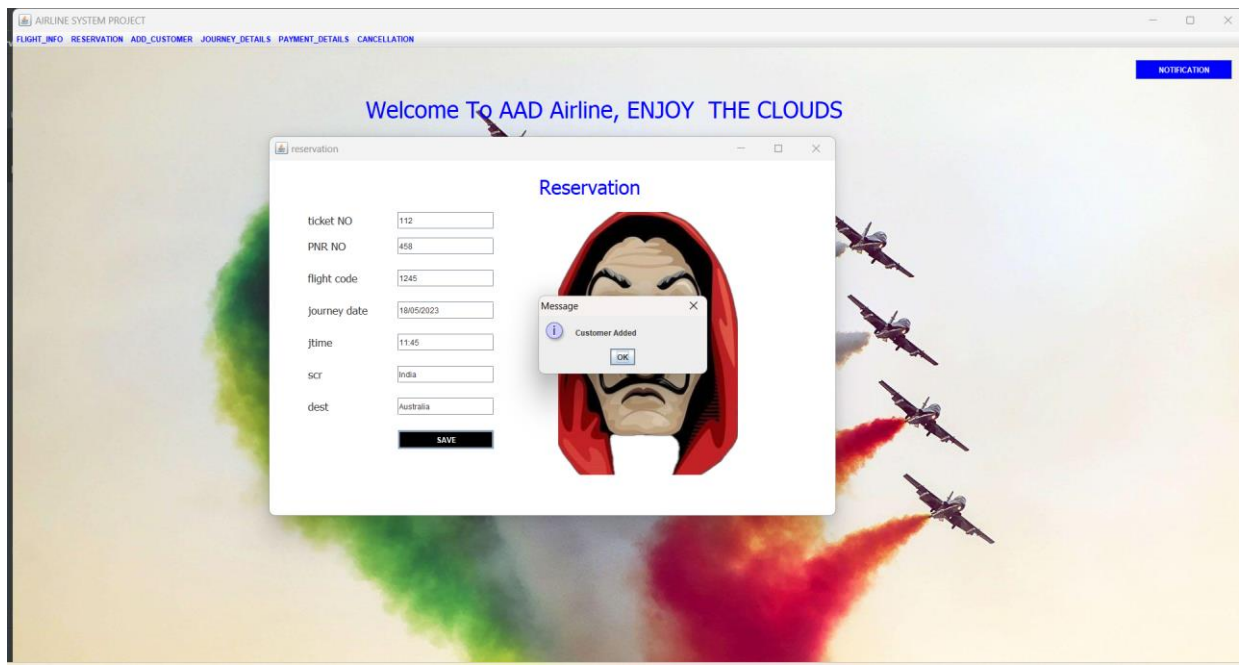 AIRLINE SYSTEM PROJECT
FLIGHT_INFO RESERVATION ADD_CUSTOMER JOURNEY_DETAILS PAYMENT_DETAILS CANCELLATION
NOTIFICATION
Welcome To AAD Airline, ENJOY THE CLOUDS
reservation
Reservation
ticket NO 112
PNR NO 458
flight code 1245
journey date 18/05/2023
jtime 11:45
scr India
dest Australia
SAVE
Message
Customer Added
OK